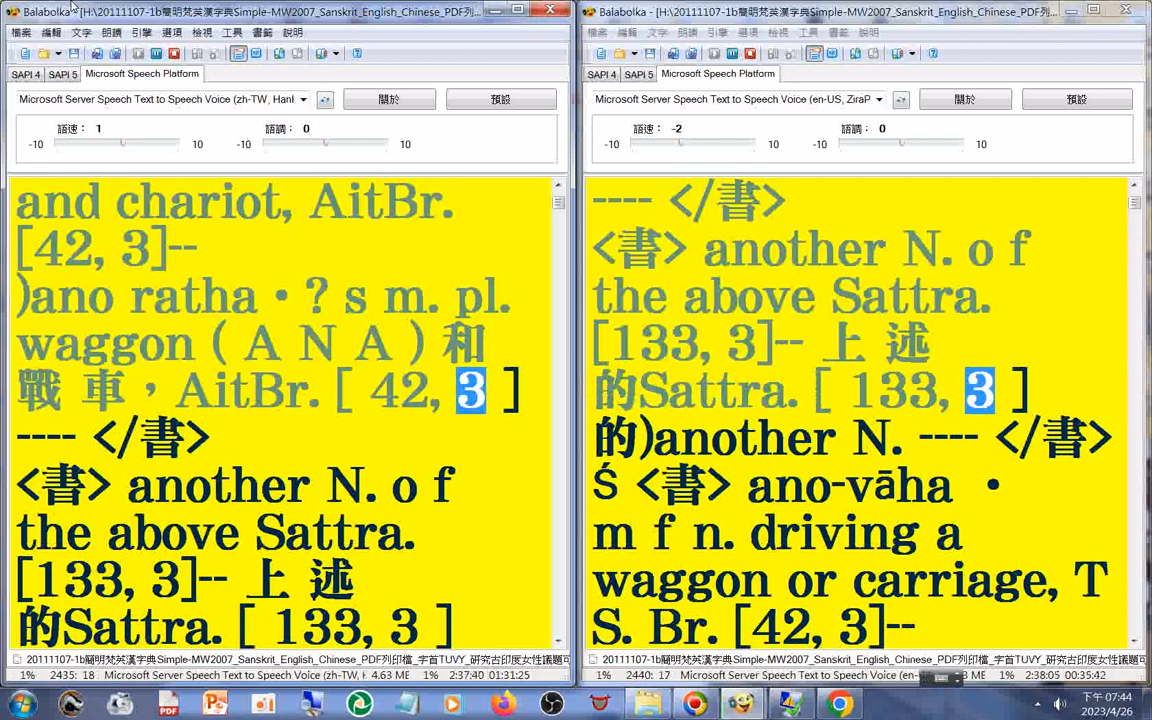 Balabolka - [H:\20111107-1b簡明梵英漢字典Simple-MW2007_Sanskrit_English_Chinese_PDF列...
檔案 編輯 文字 朗讀 引擎 選項 檢視 工具 書籤 說明
SAPI 4 SAPI 5 Microsoft Speech Platform
Microsoft Server Speech Text to Speech Voice (zh-TW, Hanl
關於 預設
語速： 1 語調： 0
-10 10 -10 10
and chariot, AitBr.
[42, 3]--
)ano ratha • ? s m. pl.
waggon ( A N A ) 和
戰 車，AitBr. [ 42, 3 ]
---- </書>
<書> another N. o f
the above Sattra.
[133, 3]-- 上 述
的Sattra. [ 133, 3 ]
20111107-1b簡明梵英漢字典Simple-MW2007_Sanskrit_English_Chinese_PDF列印檔_字首TUVY_研究古印度女性議題可
1% 2435: 18 Microsoft Server Speech Text to Speech Voice (zh-TW, H 4.63 ME 1% 2:37:40 01:31:25
Balabolka - [H:\20111107-1b簡明梵英漢字典Simple-MW2007_Sanskrit_English_Chinese_PDF列印...
檔案 編輯 文字 朗讀 引擎 選項 檢視 工具 書籤 說明
SAPI 4 SAPI 5 Microsoft Speech Platform
Microsoft Server Speech Text to Speech Voice (en-US, ZiraP
關於 預設
語速： -2 語調： 0
-10 10 -10 10
---- </書>
<書> another N. o f
the above Sattra.
[133, 3]-- 上 述
的Sattra. [ 133, 3 ]
的)another N. ---- </書>
Ś <書> ano-vāha •
m f n. driving a
waggon or carriage, T
S. Br. [42, 3]--
20111107-1b簡明梵英漢字典Simple-MW2007_Sanskrit_English_Chinese_PDF列印檔_字首TUVY_研究古印度女性議題可
1% 2440: 17 Microsoft Server Speech Text to Speech Voice (en-US, Z 4.63 ME 1% 2:38:05 00:35:42
下午 07:44
2023/4/26